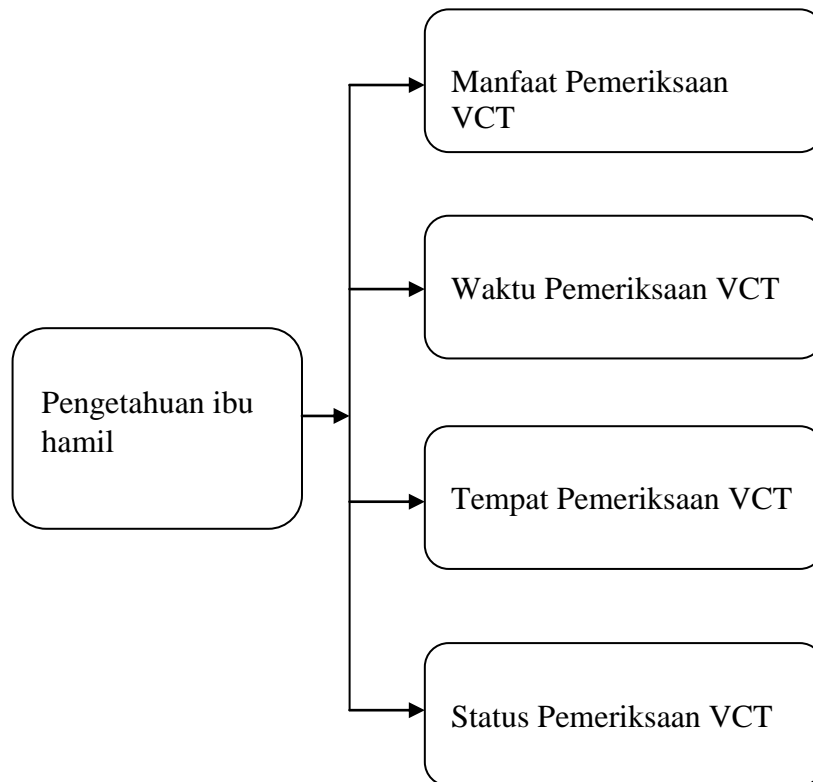 Manfaat Pemeriksaan
VCT
Waktu Pemeriksaan VCT
Pengetahuan ibu
hamil
Tempat Pemeriksaan VCT
Status Pemeriksaan VCT